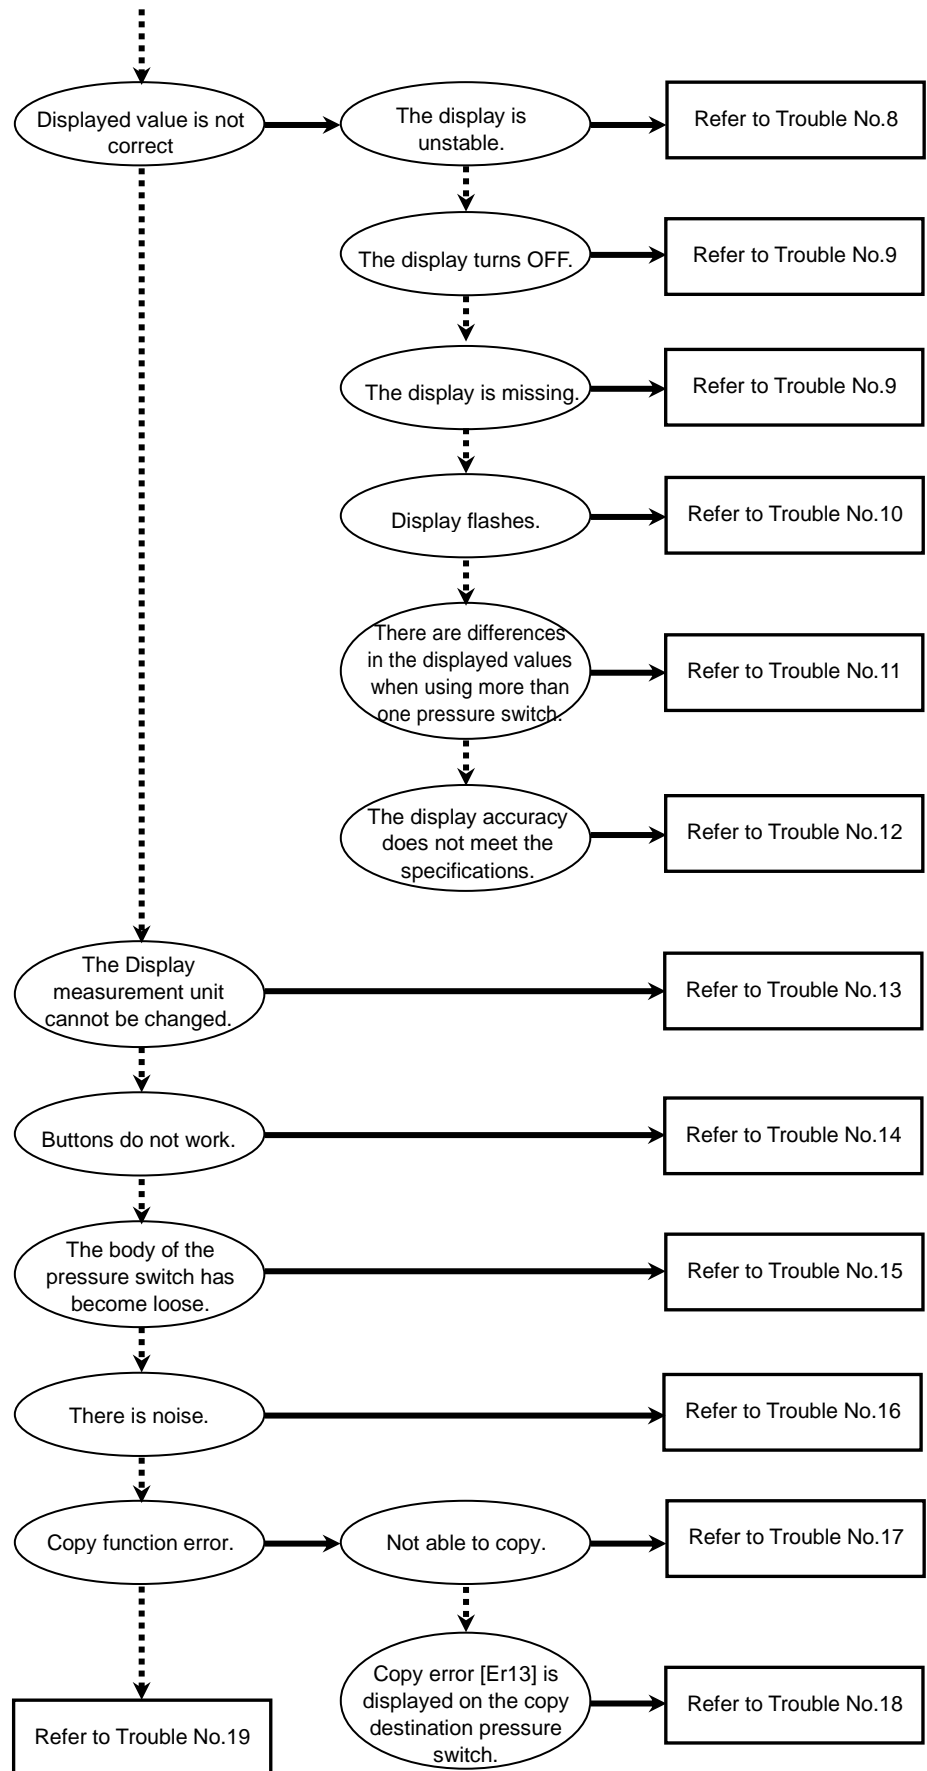 Displayed value is not
correct
The display is
unstable.
Refer to Trouble No.8
The display turns OFF.
Refer to Trouble No.9
The display is missing.
Refer to Trouble No.9
Display flashes.
Refer to Trouble No.10
There are differences
in the displayed values
when using more than
one pressure switch.
Refer to Trouble No.11
The display accuracy
does not meet the
specifications.
Refer to Trouble No.12
The Display
measurement unit
cannot be changed.
Refer to Trouble No.13
Buttons do not work.
Refer to Trouble No.14
The body of the
pressure switch has
become loose.
Refer to Trouble No.15
There is noise.
Refer to Trouble No.16
Copy function error.
Not able to copy.
Refer to Trouble No.17
Copy error [Er13] is
displayed on the copy
destination pressure
switch.
Refer to Trouble No.18
Refer to Trouble No.19